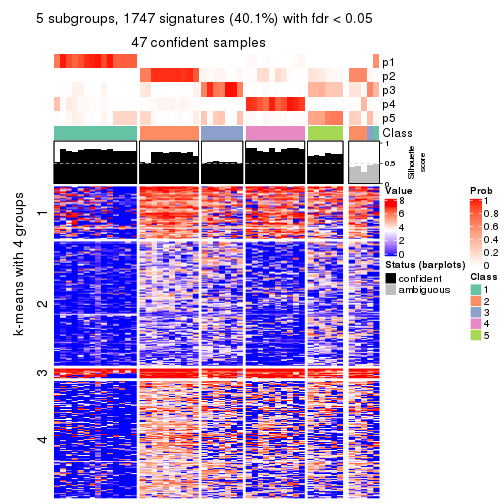 5 subgroups, 1747 signatures (40.1%) with fdr < 0.05
47 confident samples
p1
p2
p3
p4
p5
Class
1
0.5
0
Silhouette
score
k-means with 4 groups
1
2
3
4
Value
8
6
4
2
0
Status (barplots)
confident
ambiguous
Prob
1
0.8
0.6
0.4
0.2
0
Class
1
2
3
4
5